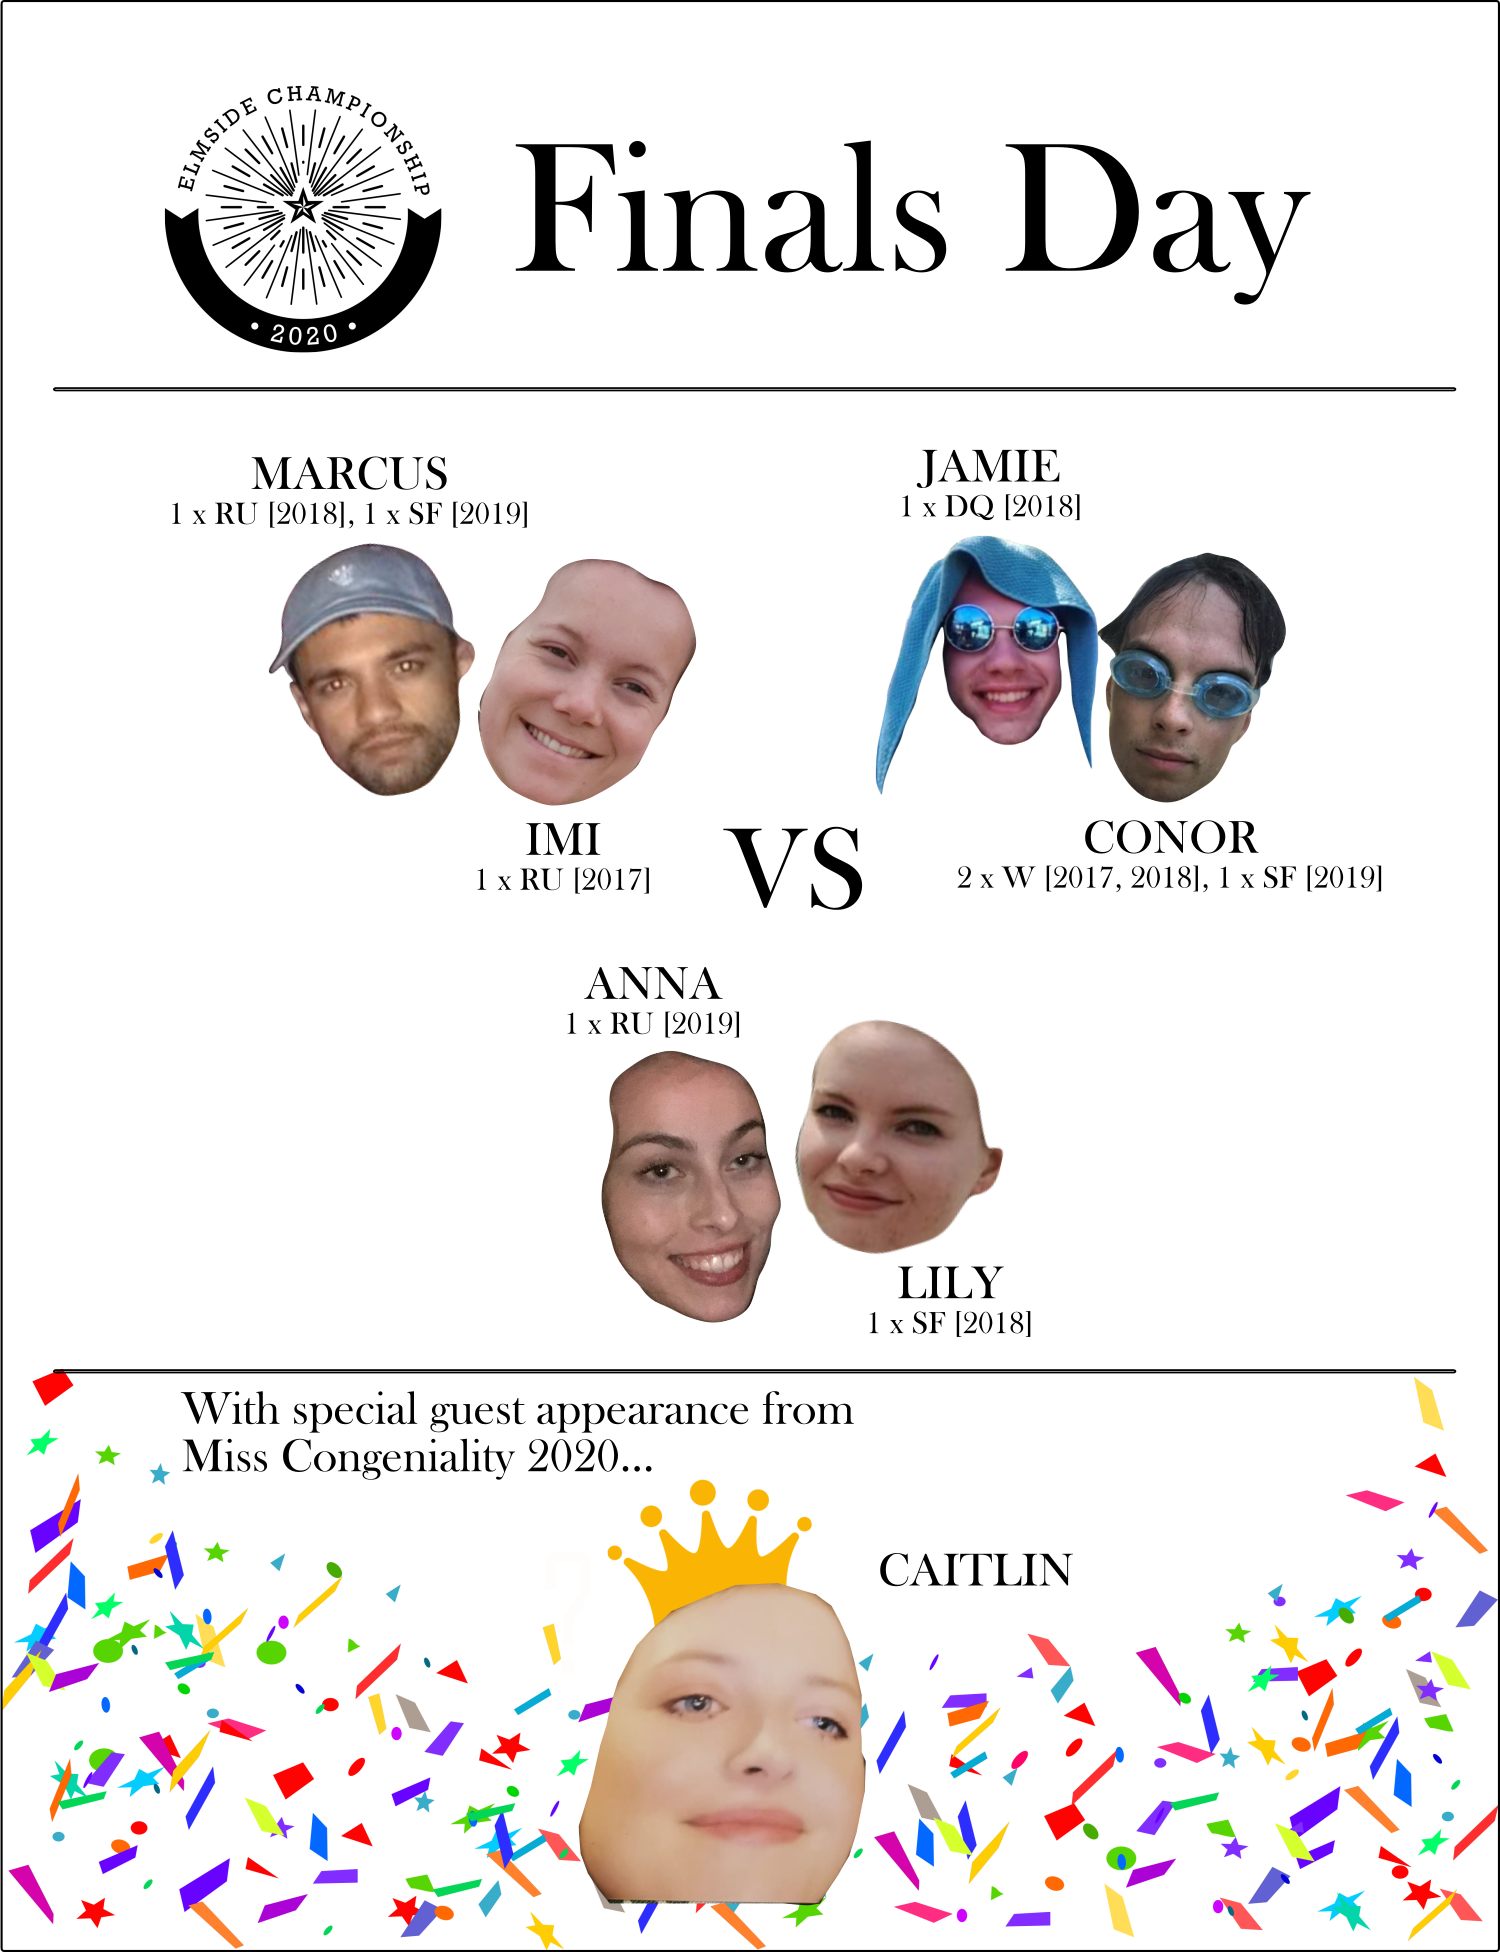 ELMSIDE CHAMPIONSHIP
• 2020 •
Finals Day
MARCUS
1 x RU [2018], 1 x SF [2019]
JAMIE
1 x DQ [2018]
IMI
1 x RU [2017]
VS
CONOR
2 x W [2017, 2018], 1 x SF [2019]
ANNA
1 x RU [2019]
LILY
1 x SF [2018]
With special guest appearance from
Miss Congeniality 2020...
CAITLIN